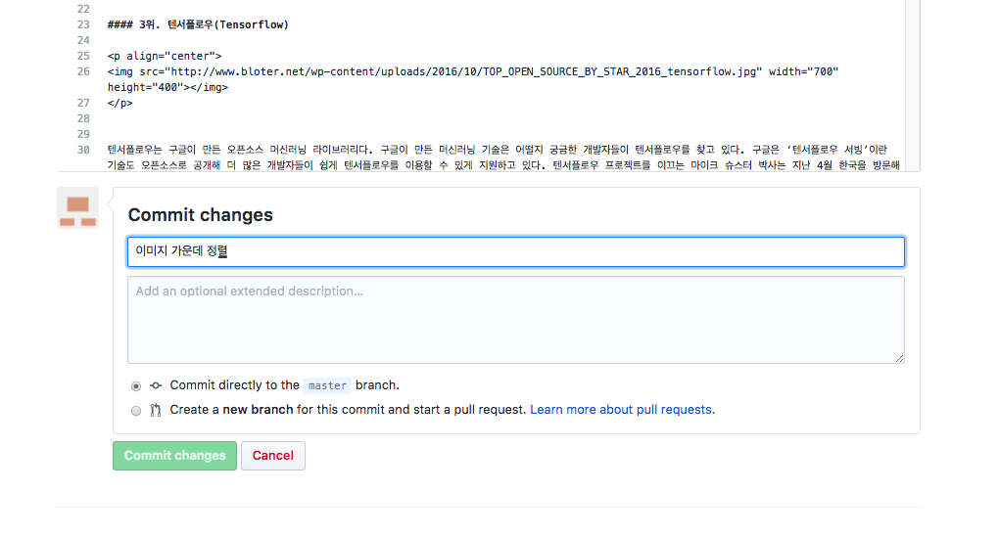 22
23 #### 3위. 텐서플로우(Tensorflow)
24
25 <p align="center">
26 <img src="http://www.bloter.net/wp-content/uploads/2016/10/TOP_OPEN_SOURCE_BY_STAR_2016_tensorflow.jpg" width="700"
height="400"></img>
27 </p>
28
29
30 텐서플로우는 구글이 만든 오픈소스 머신러닝 라이브러리다. 구글이 만든 머신러닝 기술은 어떨지 궁금한 개발자들이 텐서플로우를 찾고 있다. 구글은 ‘텐서플로우 서빙’이란
기술도 오픈소스로 공개해 더 많은 개발자들이 쉽게 텐서플로우를 이용할 수 있게 지원하고 있다. 텐서플로우 프로젝트를 이끄는 마이크 슈스터 박사는 지난 4월 한국을 방문해
Commit changes
이미지 가운데 정렬
Add an optional extended description...
Commit directly to the master branch.
Create a new branch for this commit and start a pull request. Learn more about pull requests.
Commit changes Cancel